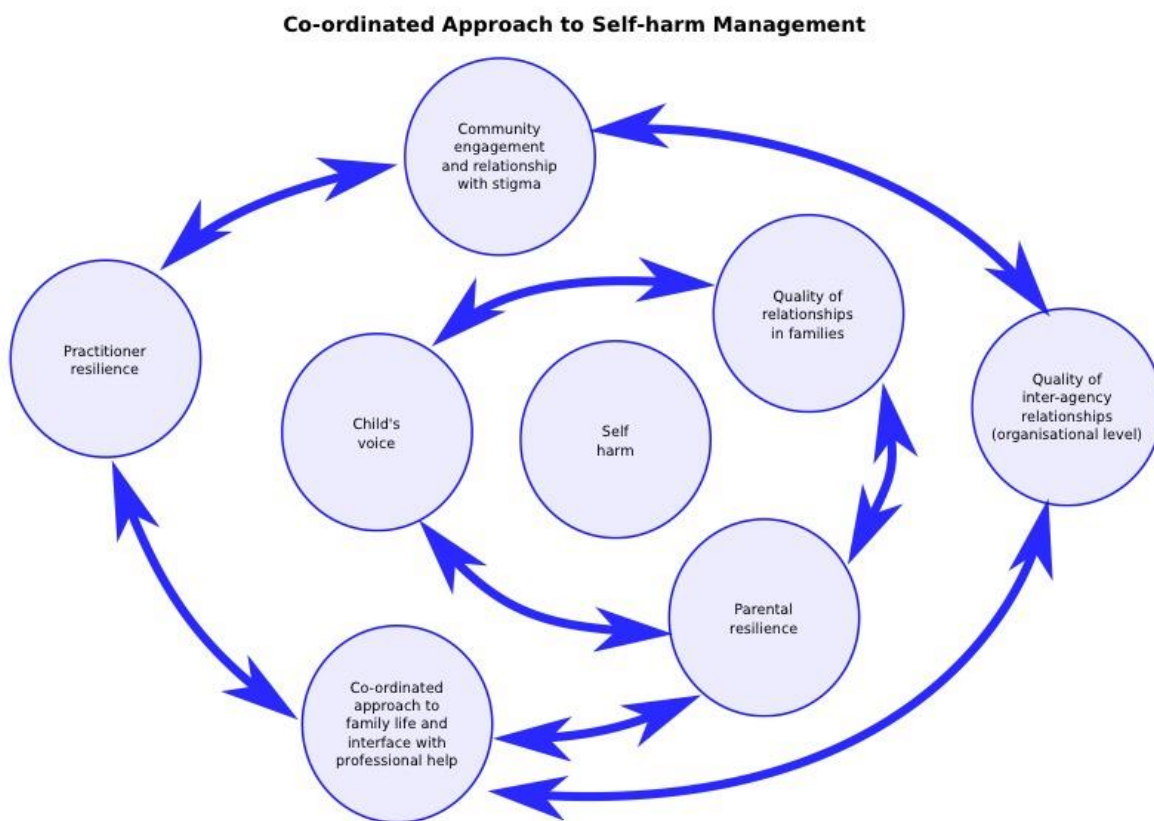 Co-ordinated Approach to Self-harm Management
Community
engagement
and relationship
with stigma
Quality of
relationships
in families
Practitioner
resilience
Quality of
inter-agency
relationships
(organisational level)
Child's
voice
Self
harm
Parental
resilience
Co-ordinated
approach to
family life and
interface with
professional help